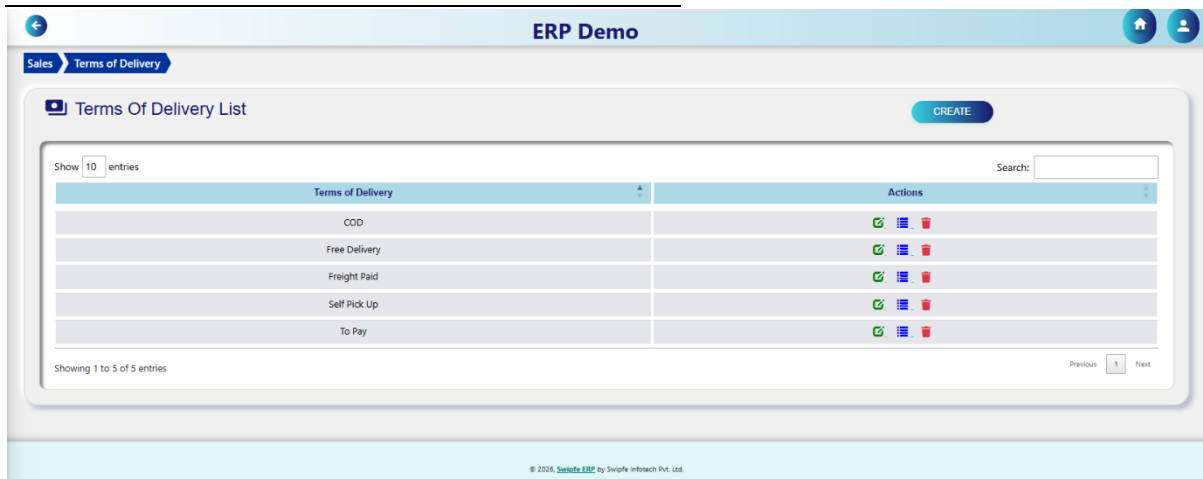 ERP Demo
Sales Terms of Delivery
Terms Of Delivery List CREATE
Show 10 entries Search:
Terms of Delivery Actions
COD
Free Delivery
Freight Paid
Self Pick Up
To Pay
Showing 1 to 5 of 5 entries Previous 1 Next
© 2026, Swipfe ERP by Swipfe Infotech Pvt. Ltd.